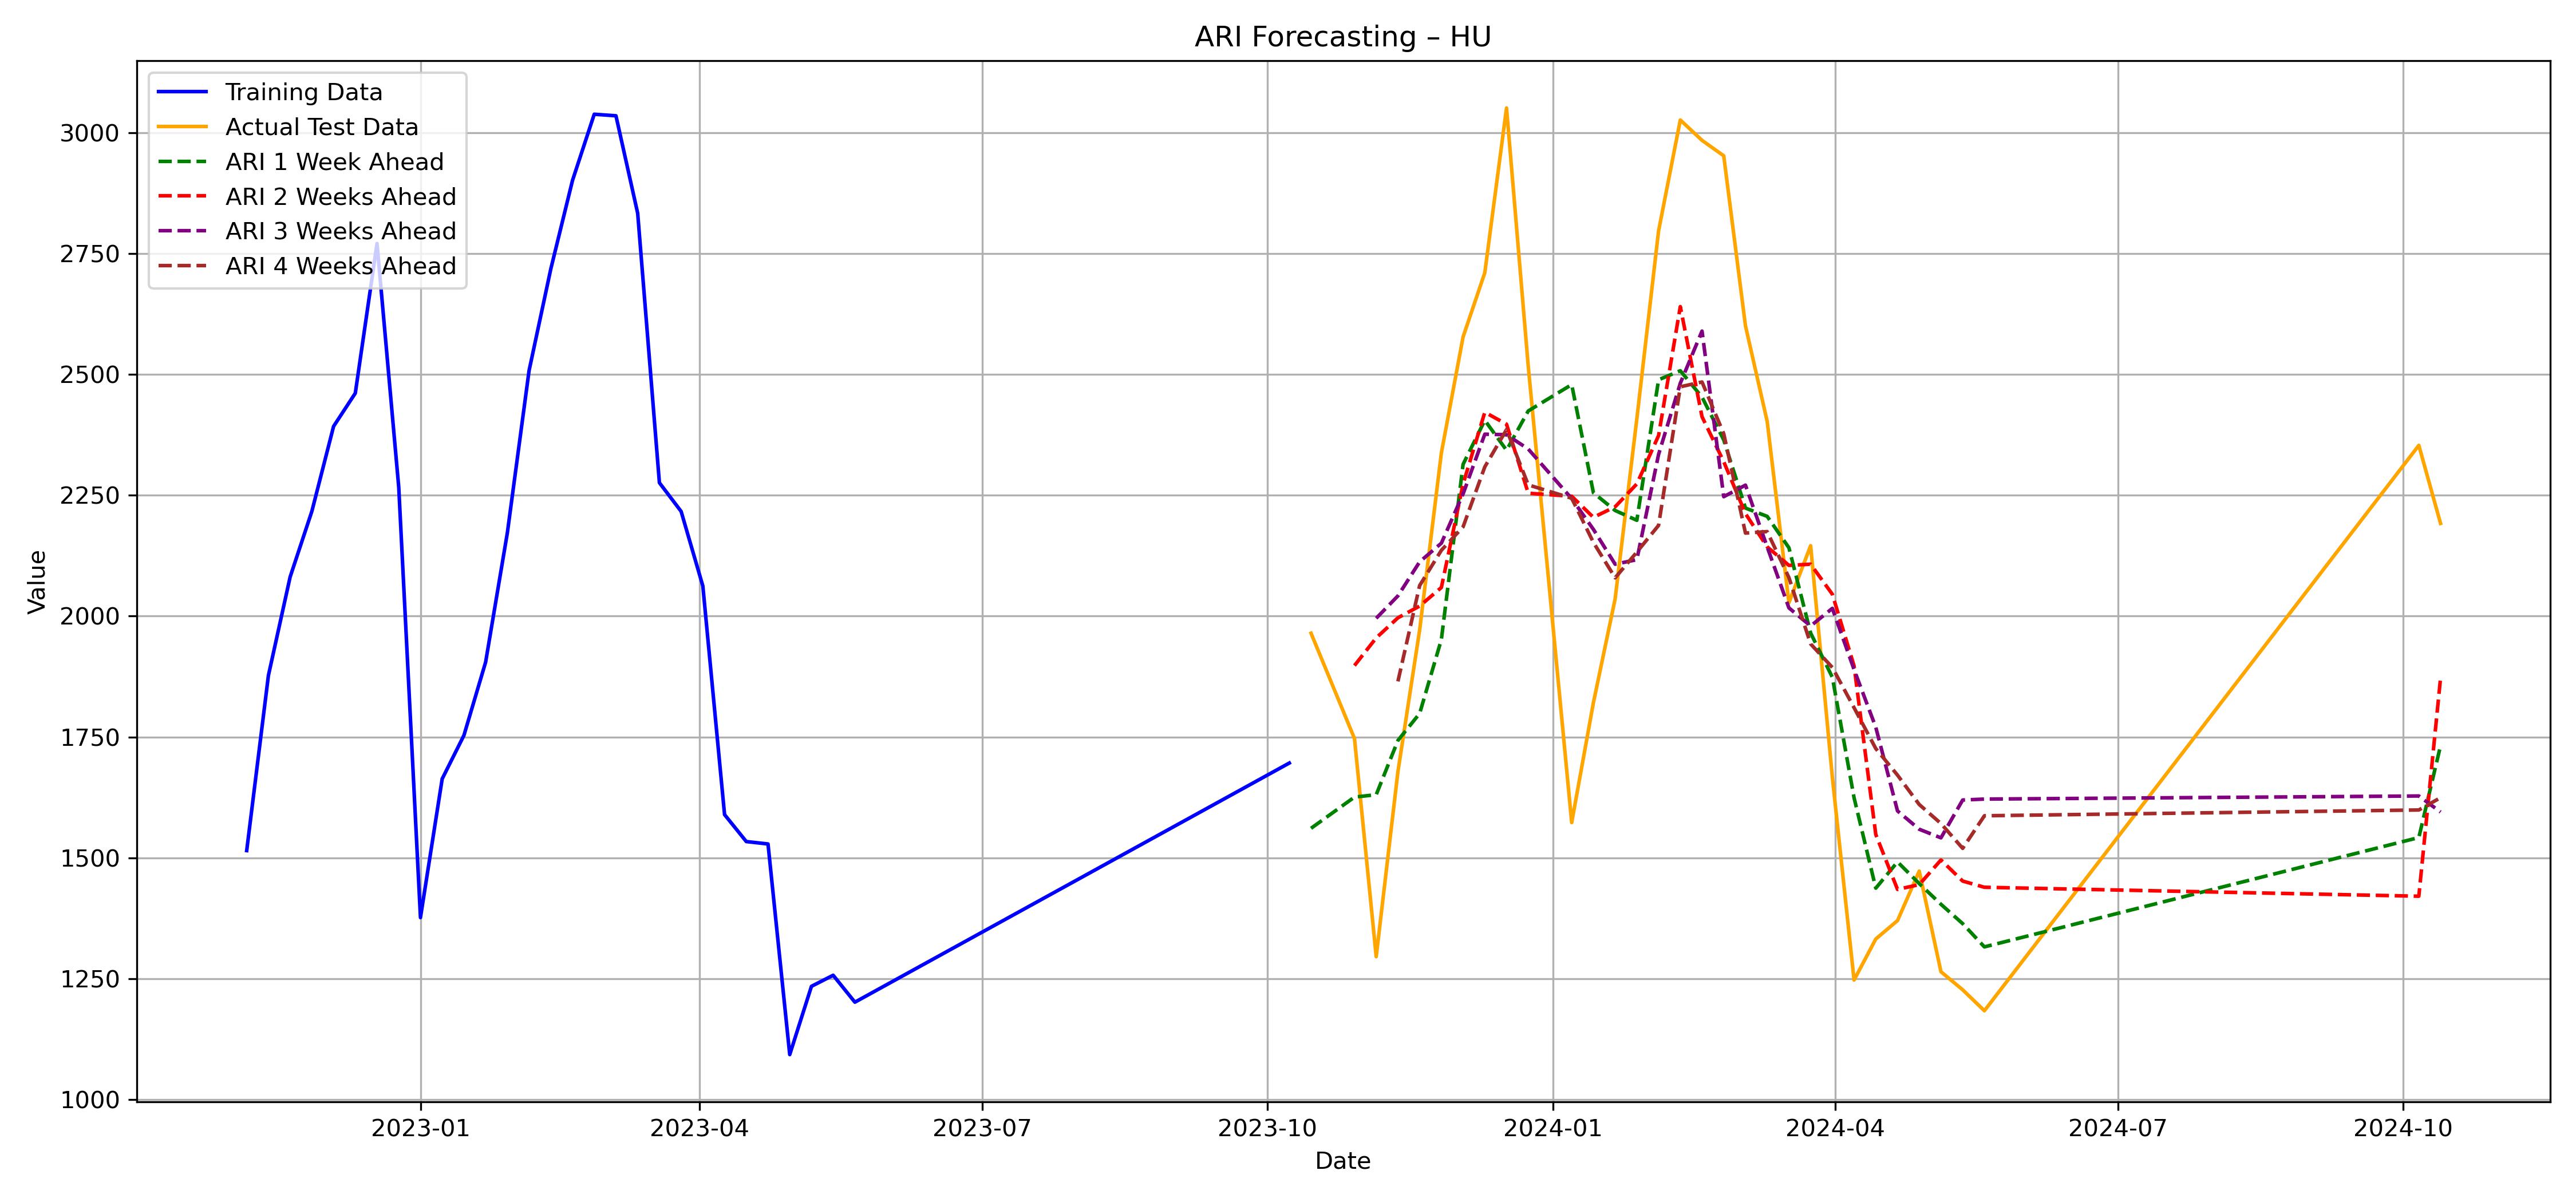 ARI Forecasting – HU
Training Data
Actual Test Data
ARI 1 Week Ahead
ARI 2 Weeks Ahead
ARI 3 Weeks Ahead
ARI 4 Weeks Ahead
Value
3000
2750
2500
2250
2000
1750
1500
1250
1000
2023-01
2023-04
2023-07
2023-10
2024-01
2024-04
2024-07
2024-10
Date